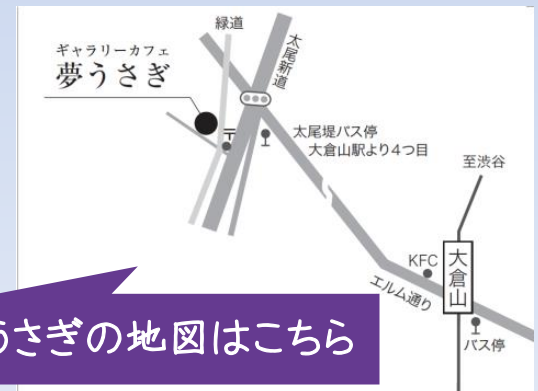 緑道
太尾新道
ギャラリーカフェ
夢うさぎ
〒
太尾堤バス停
大倉山駅より4つ目
至渋谷
KFC
大倉山
エルム通り
バス停
うさぎの地図はこちら